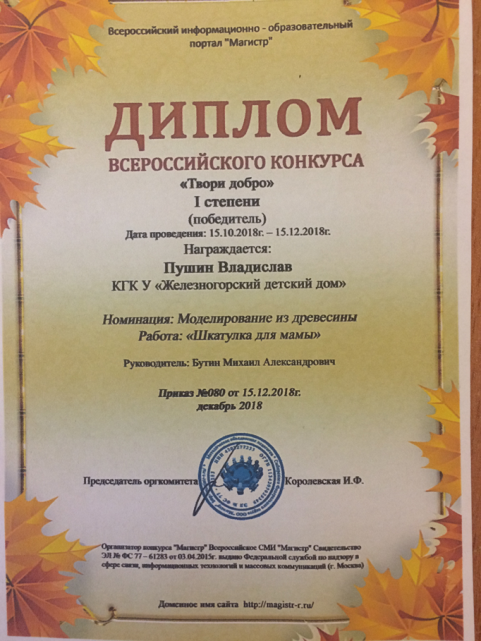 Всероссийский информационно - образовательный
портал "Магистр"
ДИПЛОМ
ВСЕРОССИЙСКОГО КОНКУРСА
«Твори добро»
I степени
(победитель)
Дата проведения: 15.10.2018г. – 15.12.2018г.
Награждается:
Пушин Владислав
КГК У «Железногорский детский дом»
Номинация: Моделирование из древесины
Работа: «Шкатулка для мамы»
Руководитель: Бутин Михаил Александрович
Приказ №080 от 15.12.2018г.
декабрь 2018
Председатель оргкомитета
Королевская И.Ф.
Организатор конкурса "Магистр" Всероссийское СМИ "Магистр" Свидетельство
ЭЛ № ФС 77 – 61283 от 03.04.2015г. выдано Федеральной службой по надзору в
сфере связи, информационных технологий и массовых коммуникаций (г. Москва)
Доменное имя сайта http://magistr-r.ru/